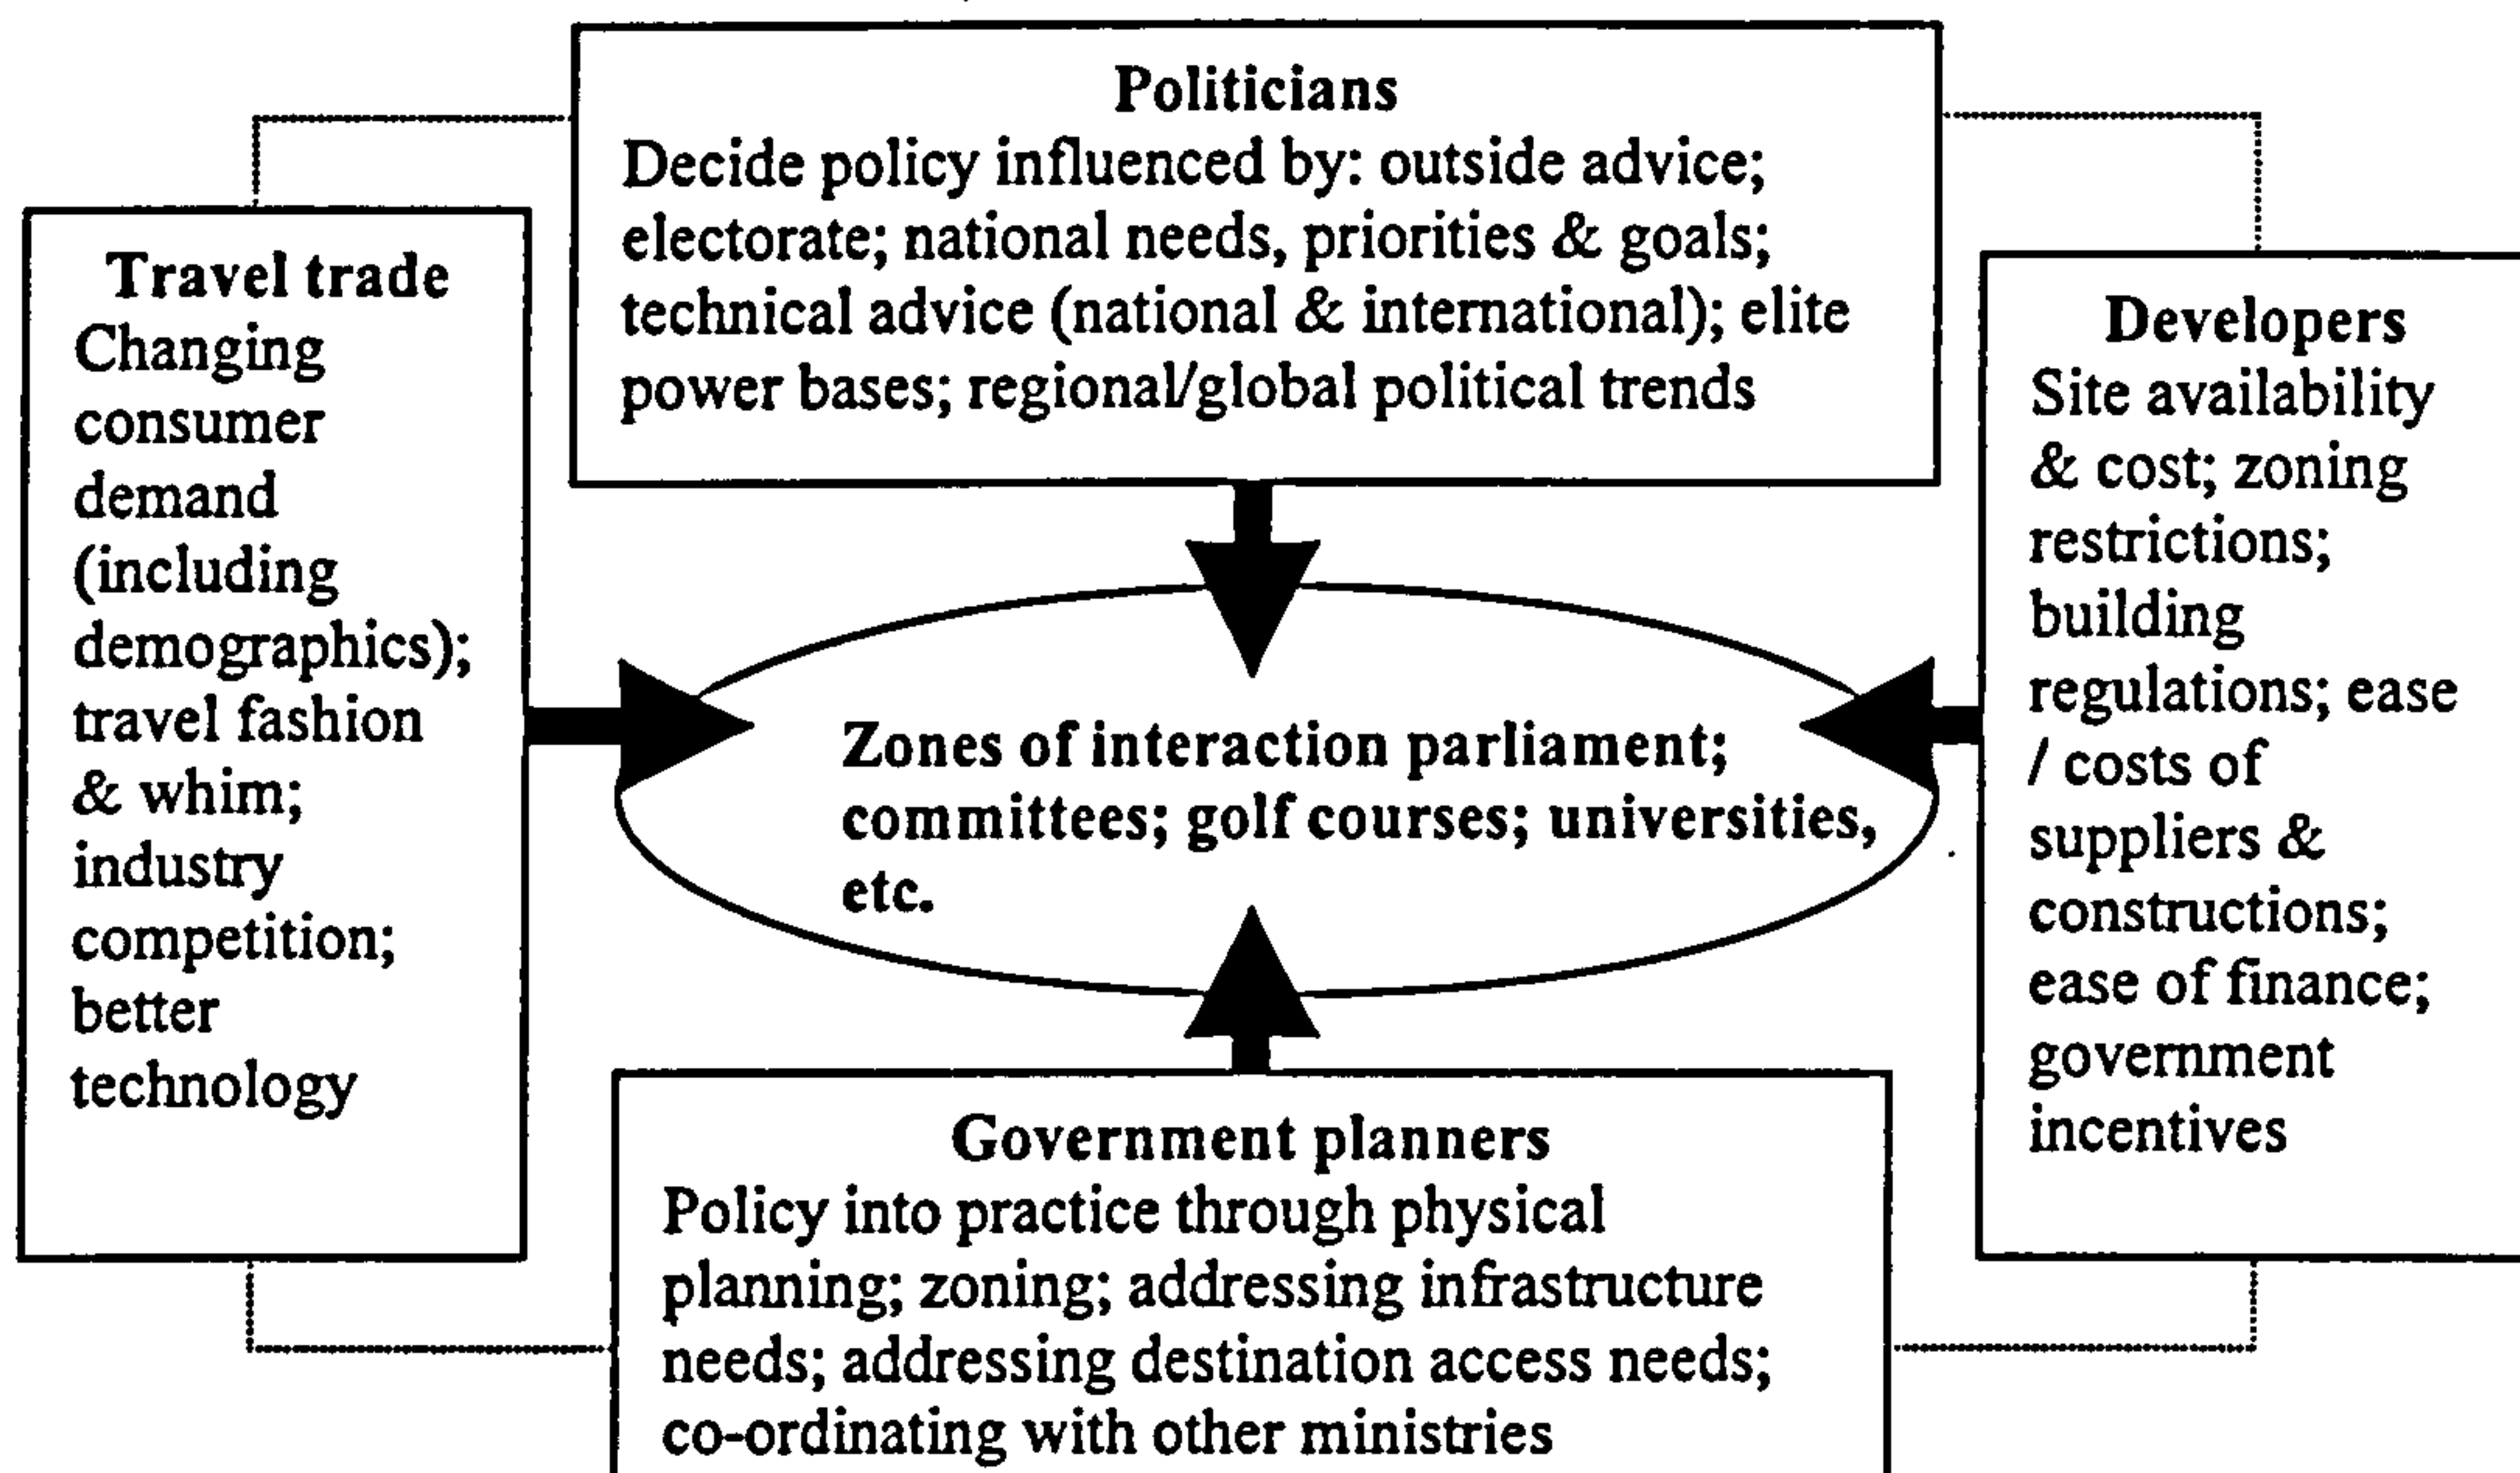 Politicians
Decide policy influenced by: outside advice;
electorate; national needs, priorities & goals;
technical advice (national & international); elite
power bases; regional/global political trends
Travel trade
Changing
consumer
demand
(including
demographics);
travel fashion
& whim;
industry
competition;
better
technology
Zones of interaction parliament;
committees; golf courses; universities,
etc.
Developers
Site availability
& cost; zoning
restrictions;
building
regulations; ease
/ costs of
suppliers &
constructions;
ease of finance;
government
incentives
Government planners
Policy into practice through physical
planning; zoning; addressing infrastructure
needs; addressing destination access needs;
co-ordinating with other ministries